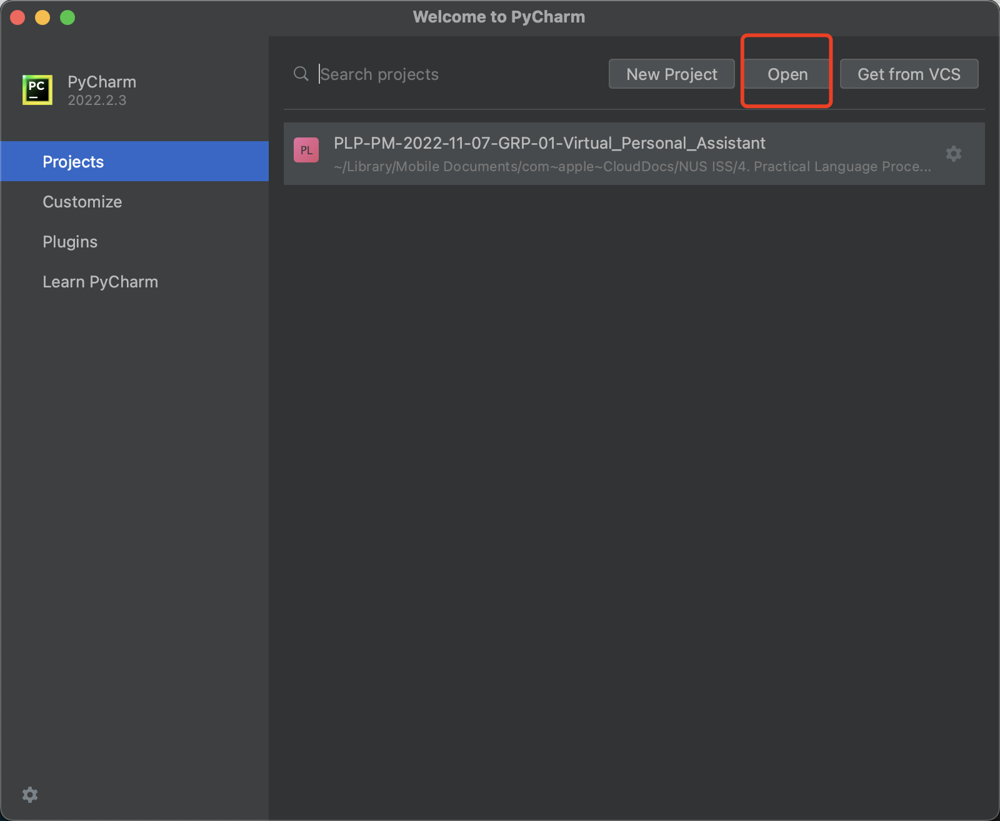 Welcome to PyCharm
PC
PyCharm
2022.2.3
Projects
Customize
Plugins
Learn PyCharm
Search projects
New Project
Open
Get from VCS
PL
PLP-PM-2022-11-07-GRP-01-Virtual_Personal_Assistant
~/Library/Mobile Documents/com~apple~CloudDocs/NUS ISS/4. Practical Language Proce...